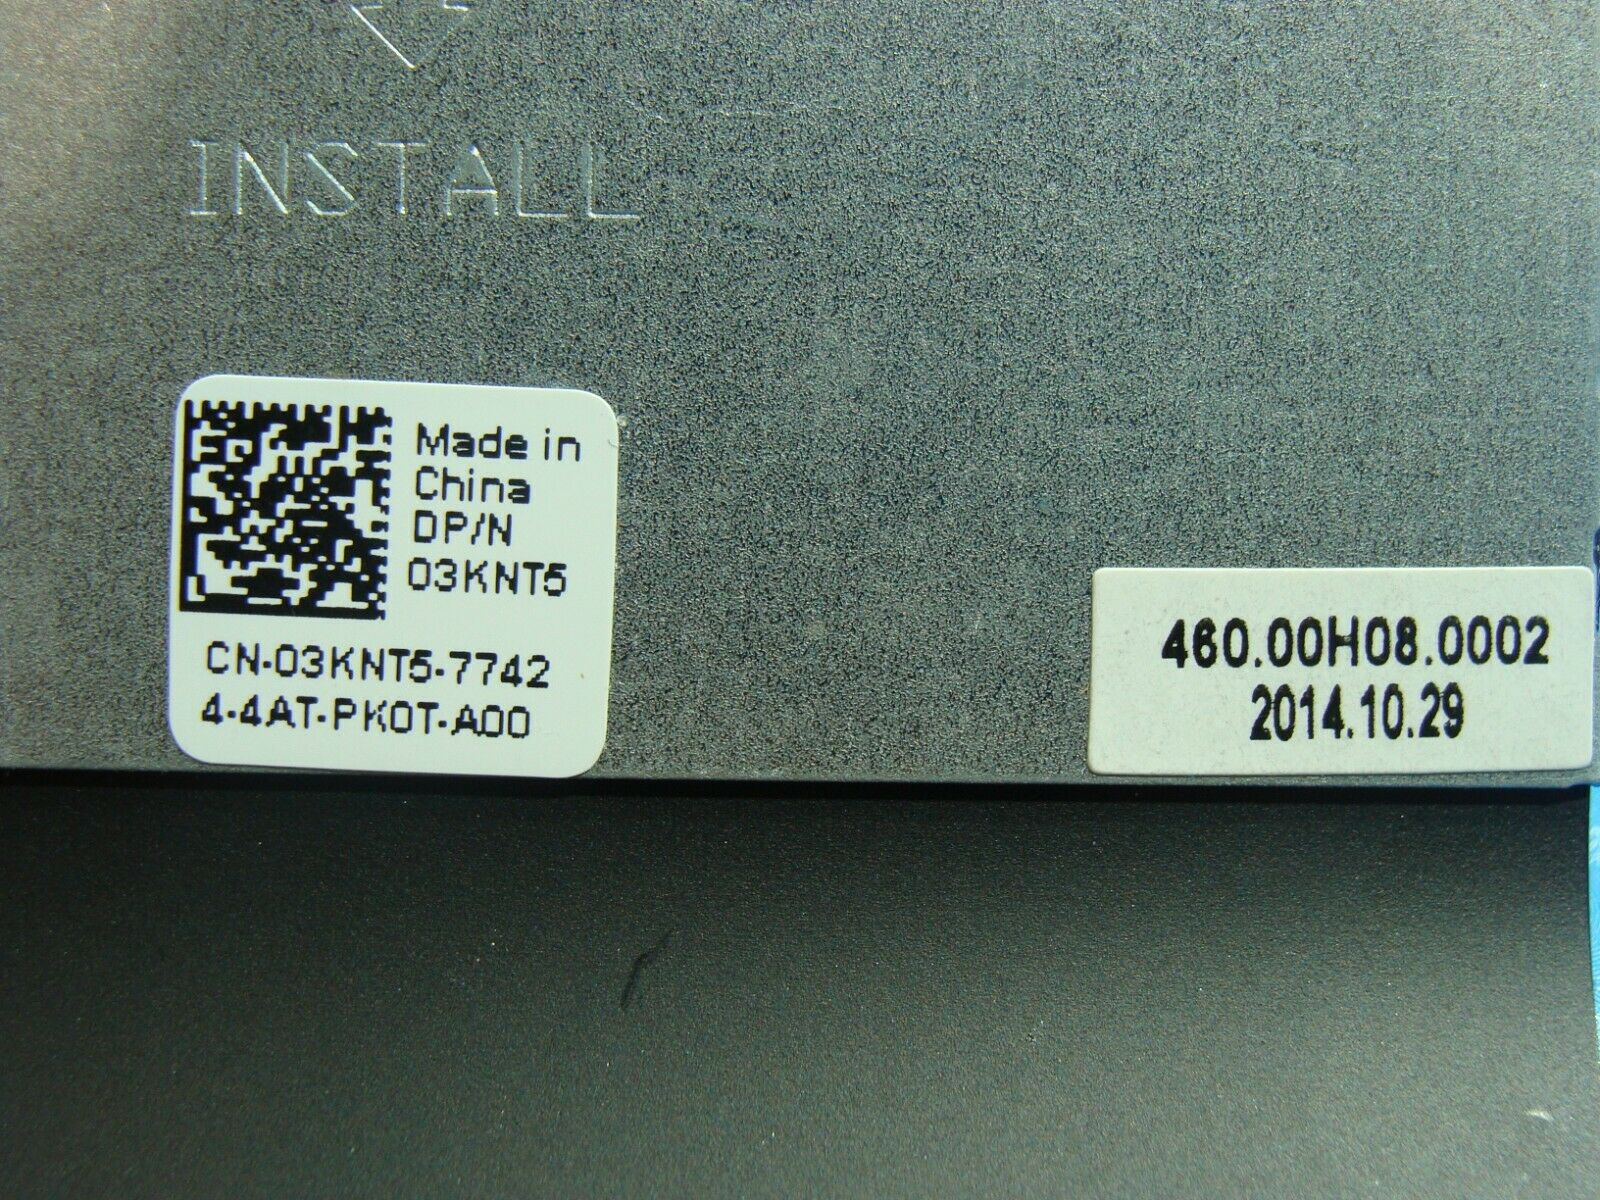 INSTALL
Made in
China
DP/N
03KNT5
CN-03KNT5-7742
4-4AT-PK0T-A00
460.00H08.0002
2014.10.29